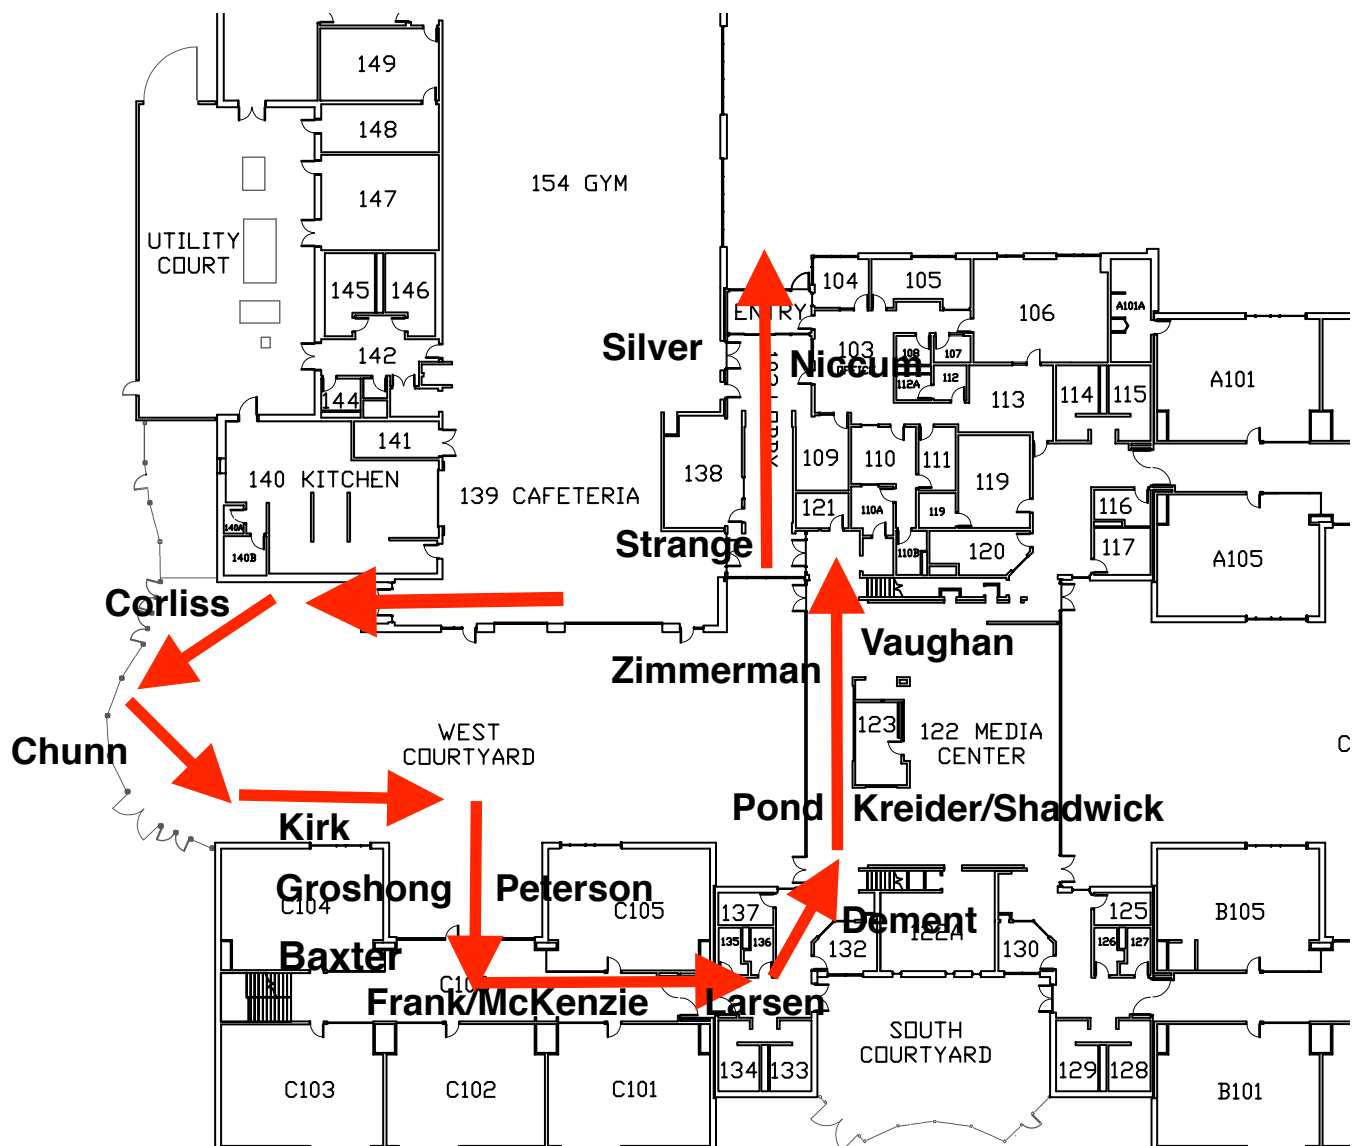 149
148
154 GYM
147
UTILITY
COURT
145
146
104
105
A101A
ENTRY
106
Silver
142
103
108
107
Niccum
112A
112
A101
144
113
114
115
141
140 KITCHEN
139 CAFETERIA
138
109
110
111
119
121
110A
119
116
140A
140B
Strange
110B
120
117
A105
Corliss
Vaughan
Zimmerman
123
122 MEDIA
CENTER
WEST
COURTYARD
Chunn
C
Pond
Kreider/Shadwick
Kirk
Groshong
Peterson
C104
C105
137
Dement
125
B105
135
136
132
122A
130
126
127
Baxter
Frank/McKenzie
Larsen
SOUTH
COURTYARD
134
133
129
128
C103
C102
C101
B101